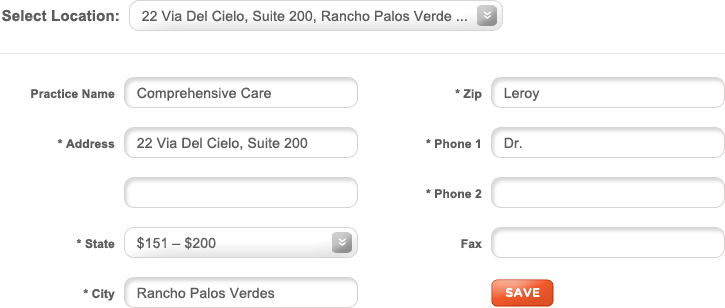 Select Location: 22 Via Del Cielo, Suite 200, Rancho Palos Verde ...
Practice Name Comprehensive Care
* Address 22 Via Del Cielo, Suite 200
* State $151 – $200
* City Rancho Palos Verdes
* Zip Leroy
* Phone 1 Dr.
* Phone 2
Fax
SAVE